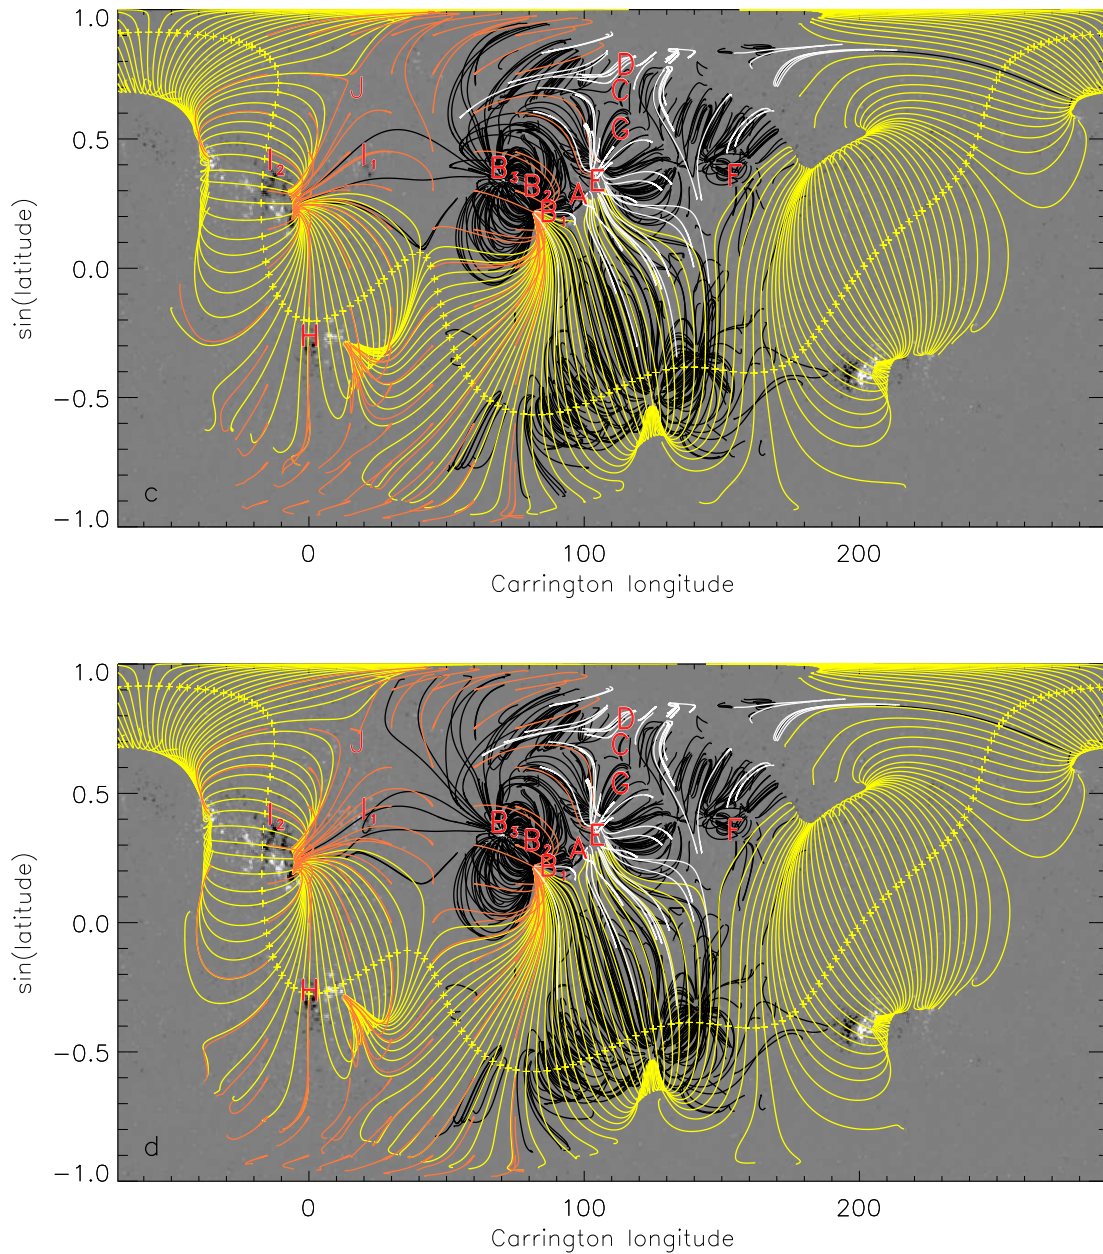 1.0
0.5
0.0
−0.5
−1.0
sin(latitude)
D
C
G
J
I₂
I₁
B₃
B₂
B₁
A
E
F
H
c
0
100
200
Carrington longitude
1.0
0.5
0.0
−0.5
−1.0
sin(latitude)
D
C
G
J
I₂
I₁
B₃
B₂
B₁
A
E
F
H
d
0
100
200
Carrington longitude